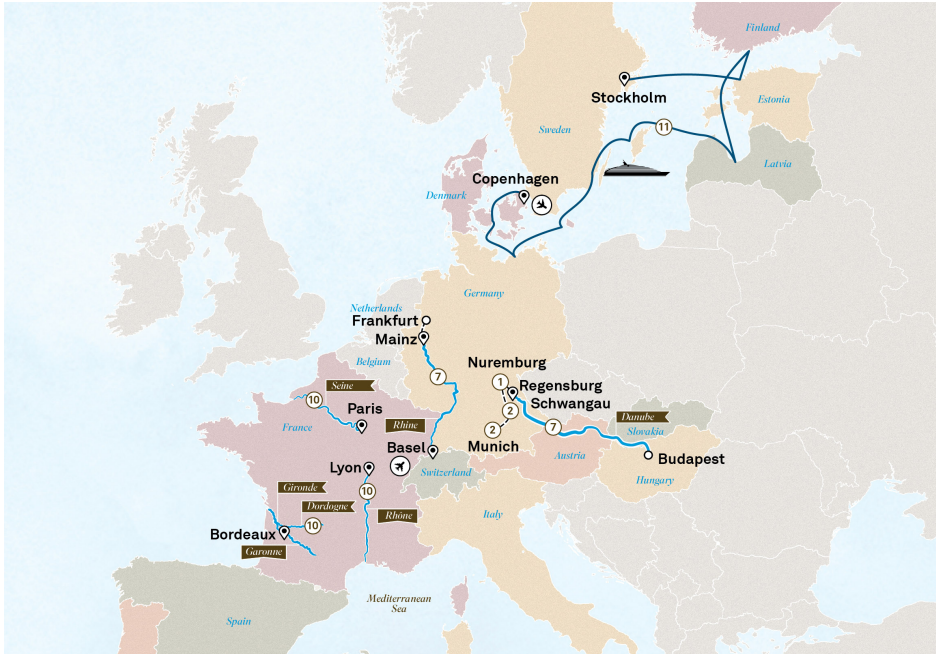 Finland
Stockholm
Estonia
Sweden
11
Latvia
Copenhagen
Denmark
Germany
Netherlands
Frankfurt
Mainz
Belgium
Nuremburg
7
1
Regensburg
Schwangau
Seine
10
Paris
2
France
Rhine
2
7
Danube
Slovakia
Munich
Basel
Austria
Budapest
Lyon
Switzerland
Hungary
Gironde
10
Dordogne
Rhône
Italy
10
Bordeaux
Garonne
Mediterranean
Sea
Spain